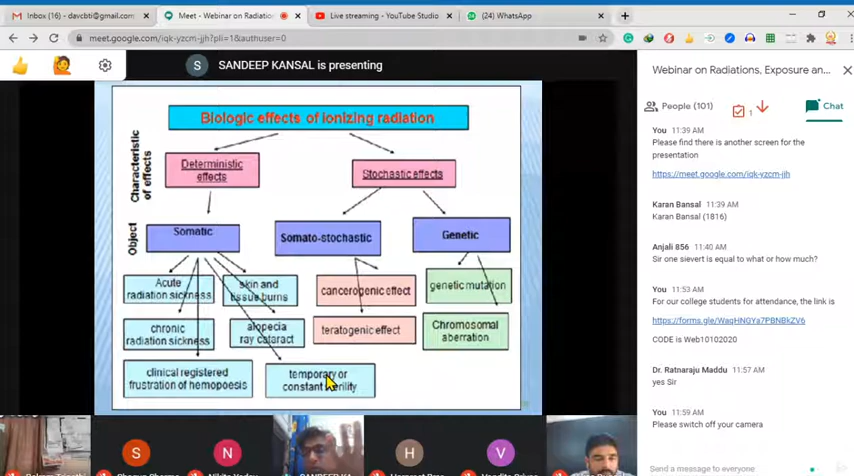 Inbox (16) - davcbti@gmail.com
Meet - Webinar on Radiation
Live streaming - YouTube Studio
(24) WhatsApp
meet.google.com/iqk-yzcm-jjh?pli=1&authuser=0
S SANDEEP KANSAL is presenting
Biologic effects of ionizing radiation
Characteristic
of effects
Deterministic
effects
Stochastic effects
Object
Somatic
Somato-stochastic
Genetic
Acute
radiation sickness
skin and
tissue burns
cancerogenic effect
genetic mutation
chronic
radiation sickness
alopecia
ray cataract
teratogenic effect
Chromosomal
aberration
clinical registered
frustration of hemopoesis
temporary or
constant sterility
S
N
H
V
SANDEEP KA
Webinar on Radiations, Exposure an...
People (101)
1
Chat
You 11:39 AM
Please find there is another screen for the
presentation
https://meet.google.com/iqk-yzcm-jjh
Karan Bansal 11:39 AM
Karan Bansal (1816)
Anjali 856 11:40 AM
Sir one sievert is equal to what or how much?
You 11:53 AM
For our college students for attendance, the link is
https://forms.gle/WaqHNGYa7PNBkZVY6
CODE is Web10102020
Dr. Ratnaraju Maddu 11:57 AM
yes Sir
You 11:59 AM
Please switch off your camera
Send a message to everyone